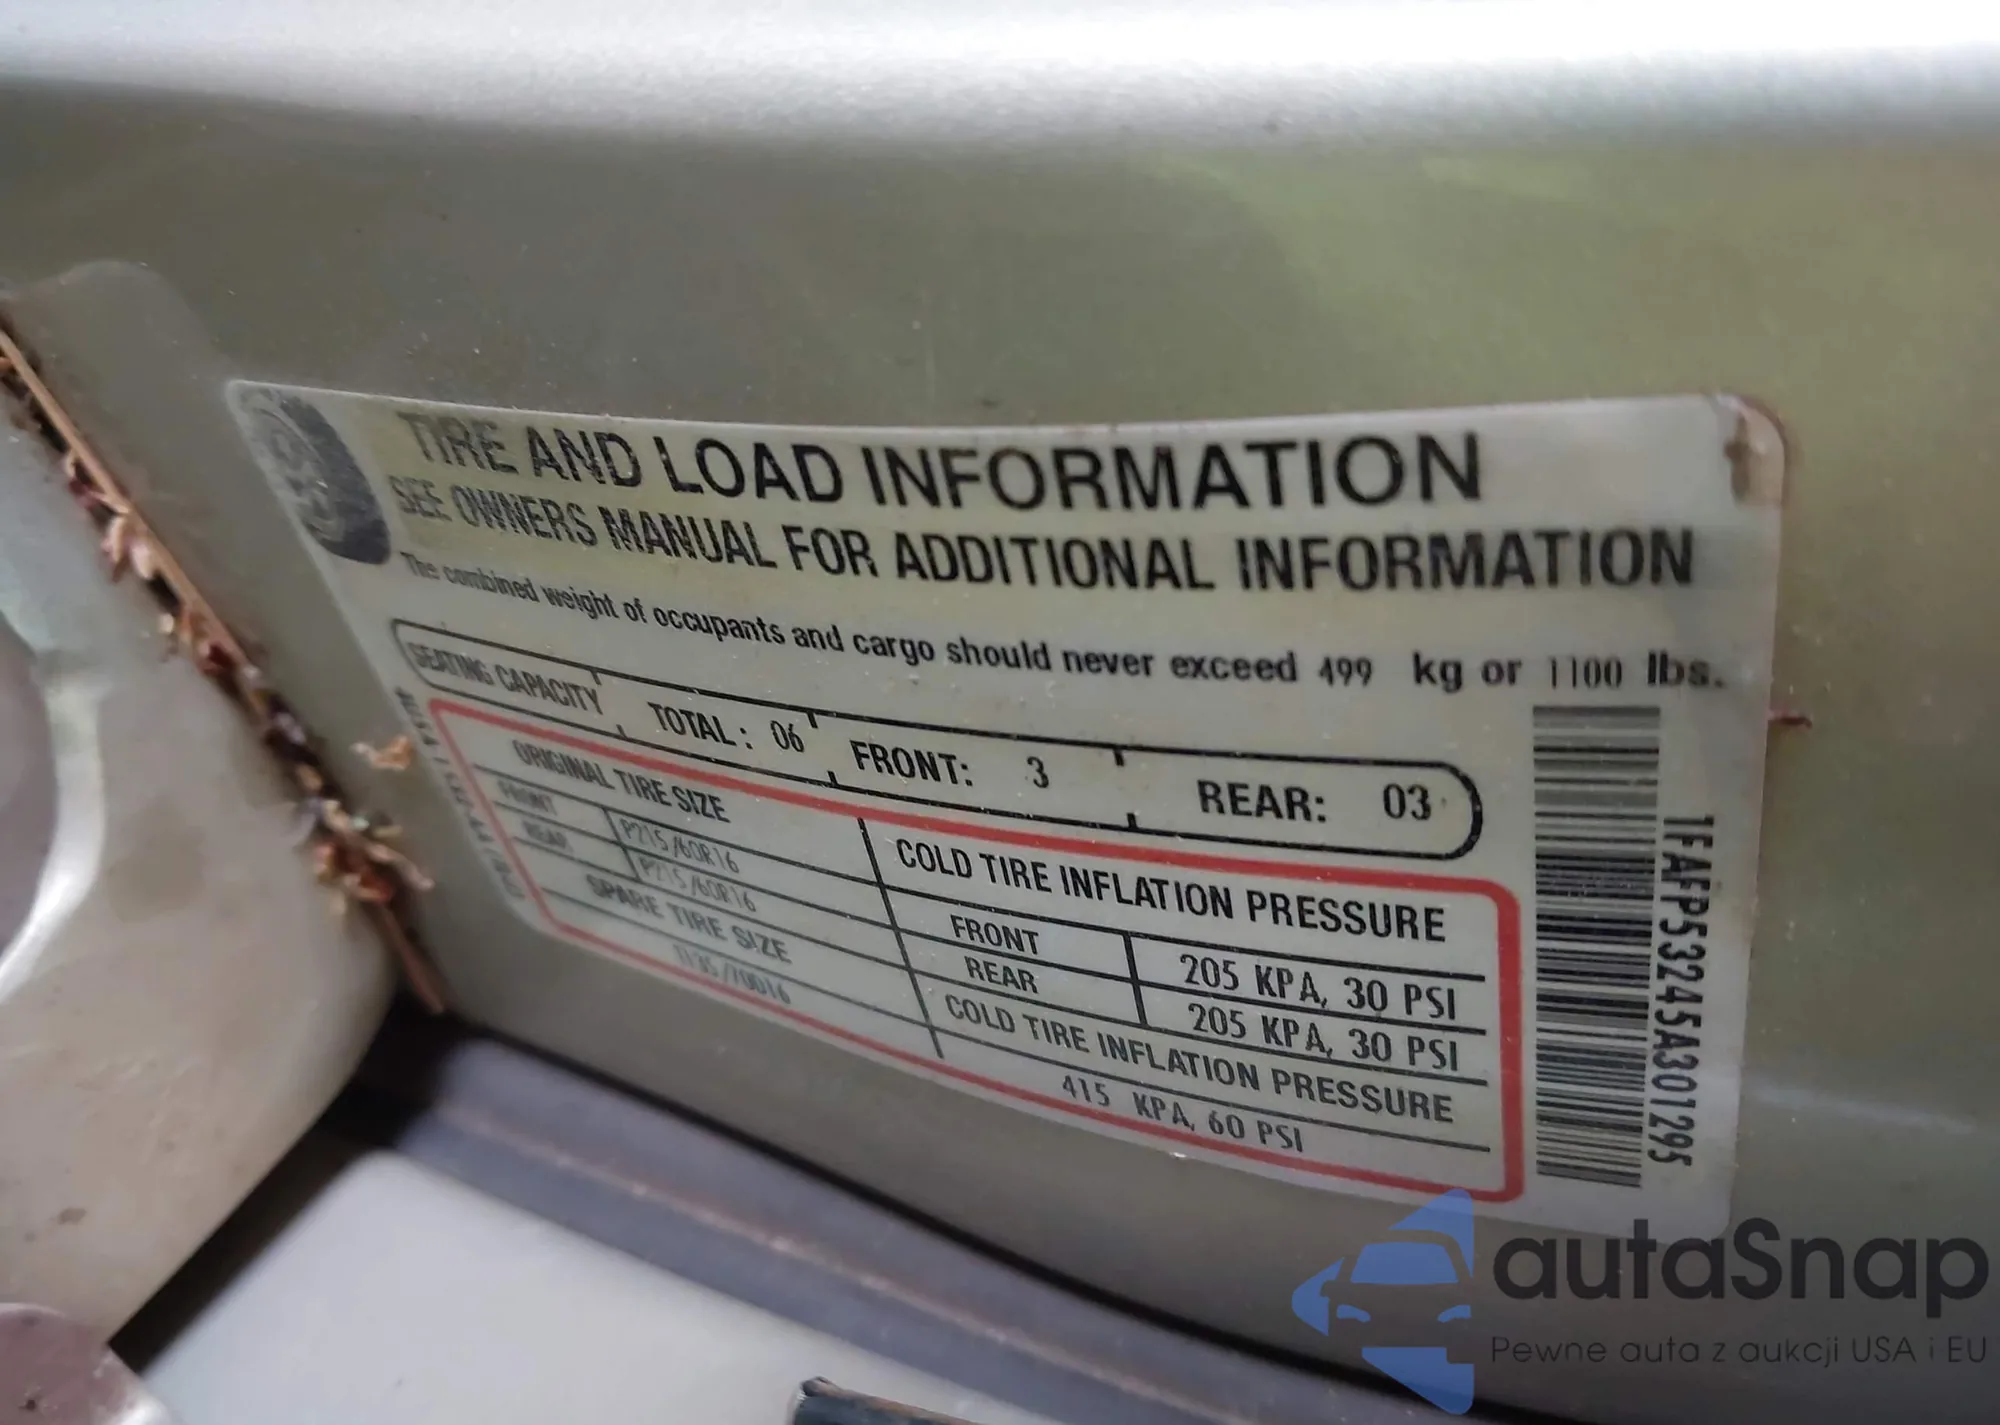 TIRE AND LOAD INFORMATION
SEE OWNERS MANUAL FOR ADDITIONAL INFORMATION
The combined weight of occupants and cargo should never exceed 499 kg or 1100 lbs.
SEATING CAPACITY TOTAL: 06 FRONT: 3 REAR: 03
ORIGINAL TIRE SIZE COLD TIRE INFLATION PRESSURE
FRONT P215/60R16 FRONT 205 KPA, 30 PSI
REAR P215/60R16 REAR 205 KPA, 30 PSI
SPARE TIRE SIZE COLD TIRE INFLATION PRESSURE
T135/70D16 415 KPA, 60 PSI
1FAFP53245A301295
autaSnap
Pewne auta z aukcji USA i EU